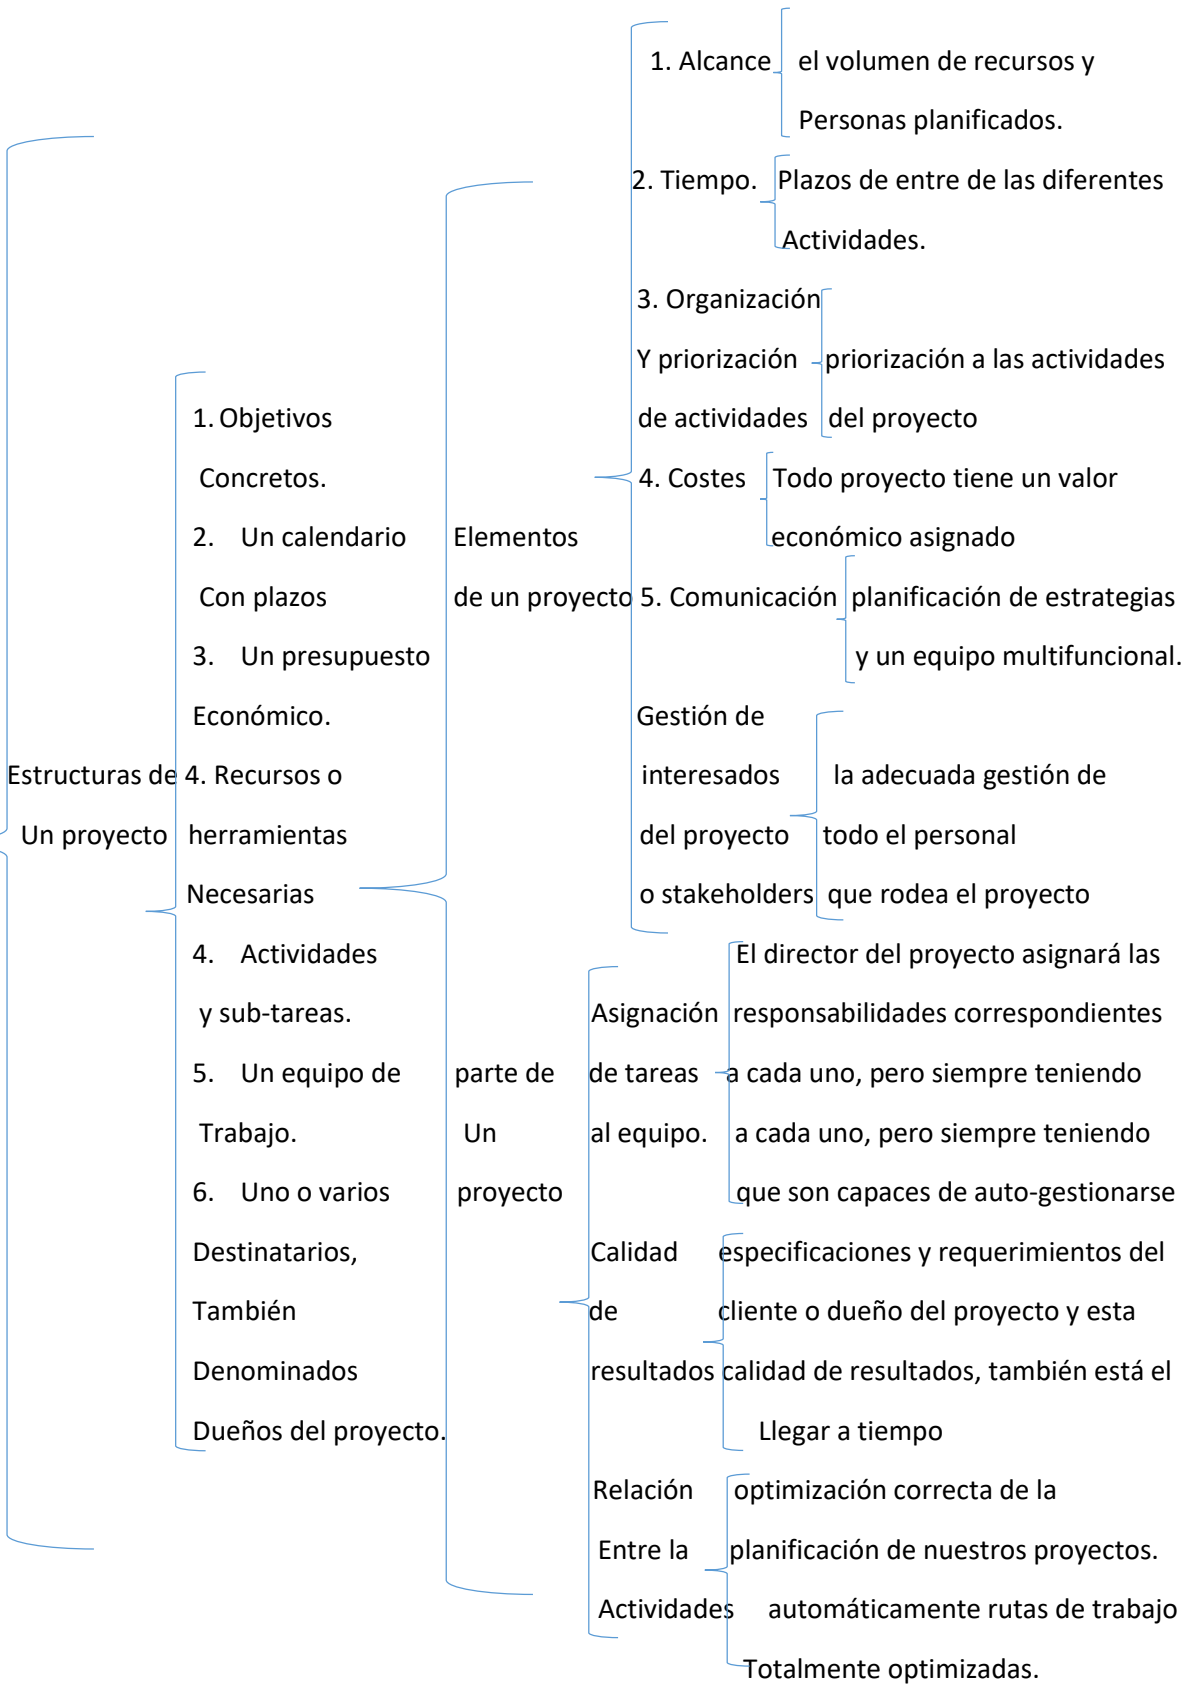 Estructuras de
Un proyecto
1. Objetivos
Concretos.
2. Un calendario
Con plazos
3. Un presupuesto
Económico.
4. Recursos o
herramientas
Necesarias
4. Actividades
y sub-tareas.
5. Un equipo de
Trabajo.
6. Uno o varios
Destinatarios,
También
Denominados
Dueños del proyecto.
Elementos
de un proyecto
1. Alcance
el volumen de recursos y
Personas planificados.
2. Tiempo.
Plazos de entre de las diferentes
Actividades.
3. Organización
Y priorización
de actividades
priorización a las actividades
del proyecto
4. Costes
Todo proyecto tiene un valor
económico asignado
5. Comunicación
planificación de estrategias
y un equipo multifuncional.
Gestión de
interesados
del proyecto
o stakeholders
la adecuada gestión de
todo el personal
que rodea el proyecto
parte de
Un
proyecto
Asignación
de tareas
al equipo.
El director del proyecto asignará las
responsabilidades correspondientes
a cada uno, pero siempre teniendo
a cada uno, pero siempre teniendo
que son capaces de auto-gestionarse
Calidad
de
resultados
especificaciones y requerimientos del
cliente o dueño del proyecto y esta
calidad de resultados, también está el
Llegar a tiempo
Relación
Entre la
Actividades
optimización correcta de la
planificación de nuestros proyectos.
automáticamente rutas de trabajo
Totalmente optimizadas.